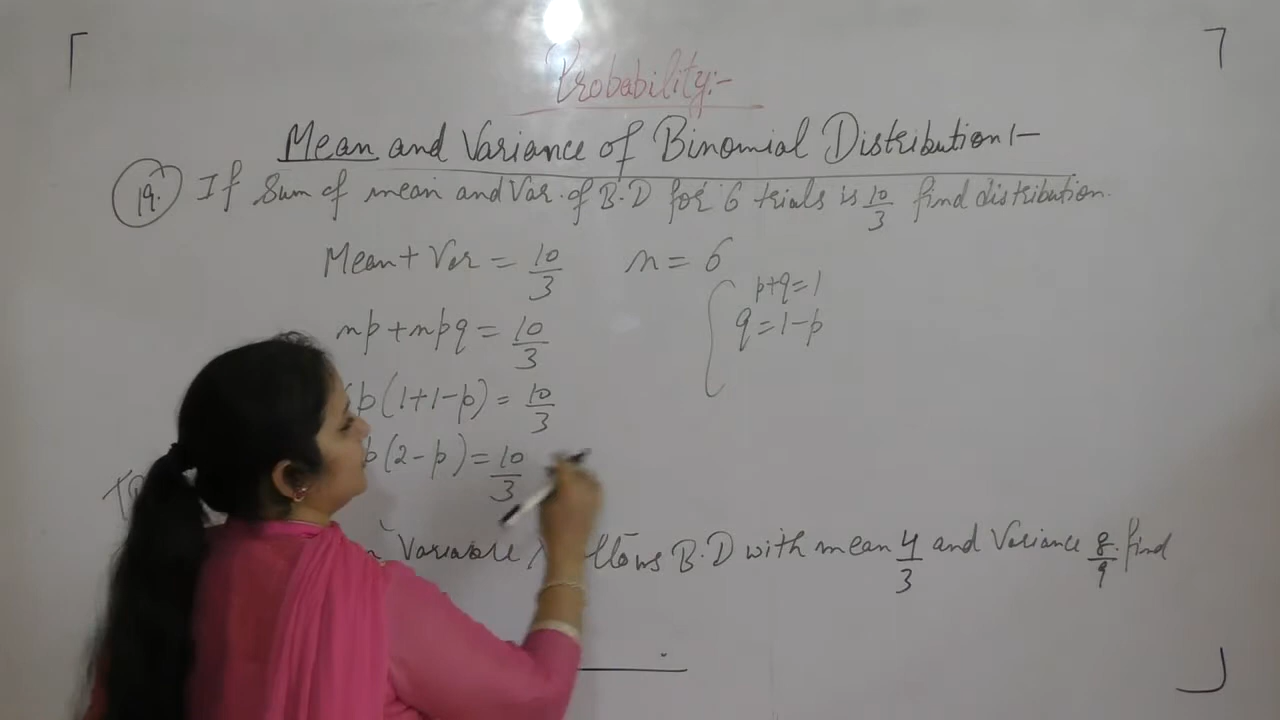 Probability:-
Mean and Variance of Binomial Distribution:-
19. If Sum of mean and Var. of B.D for 6 trials is 10/3 find distribution.
Mean + Var = 10/3 n = 6
p+q=1
np + npq = 10/3 q = 1-p
p(1+1-p) = 10/3
p(2-p) = 10/3
Variable follows B.D with mean 4/3 and Variance 8/9. find